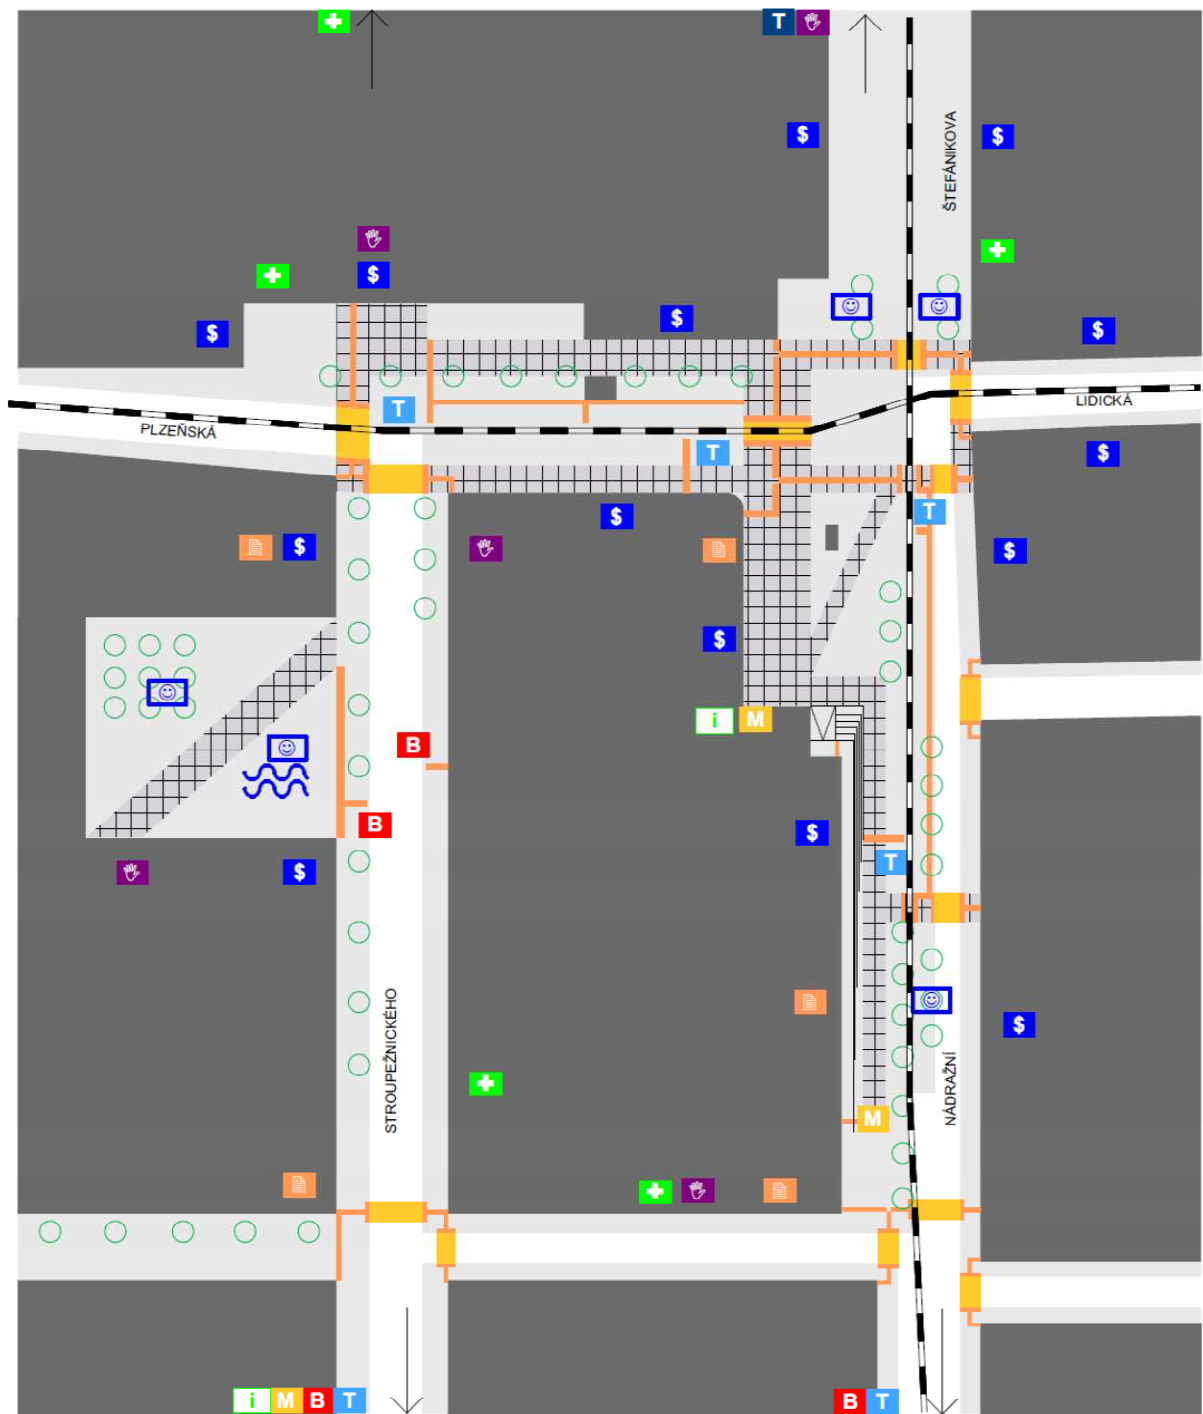 T
$
$
ŠTEFÁNIKOVA
$
$
$
$
T
PLZEŇSKÁ
LIDICKÁ
T
$
$
T
$
$
$
i M
B
B
$
$
T
STROUPEŽNICKÉHO
$
NÁDRAŽNÍ
M
i M B T
B T